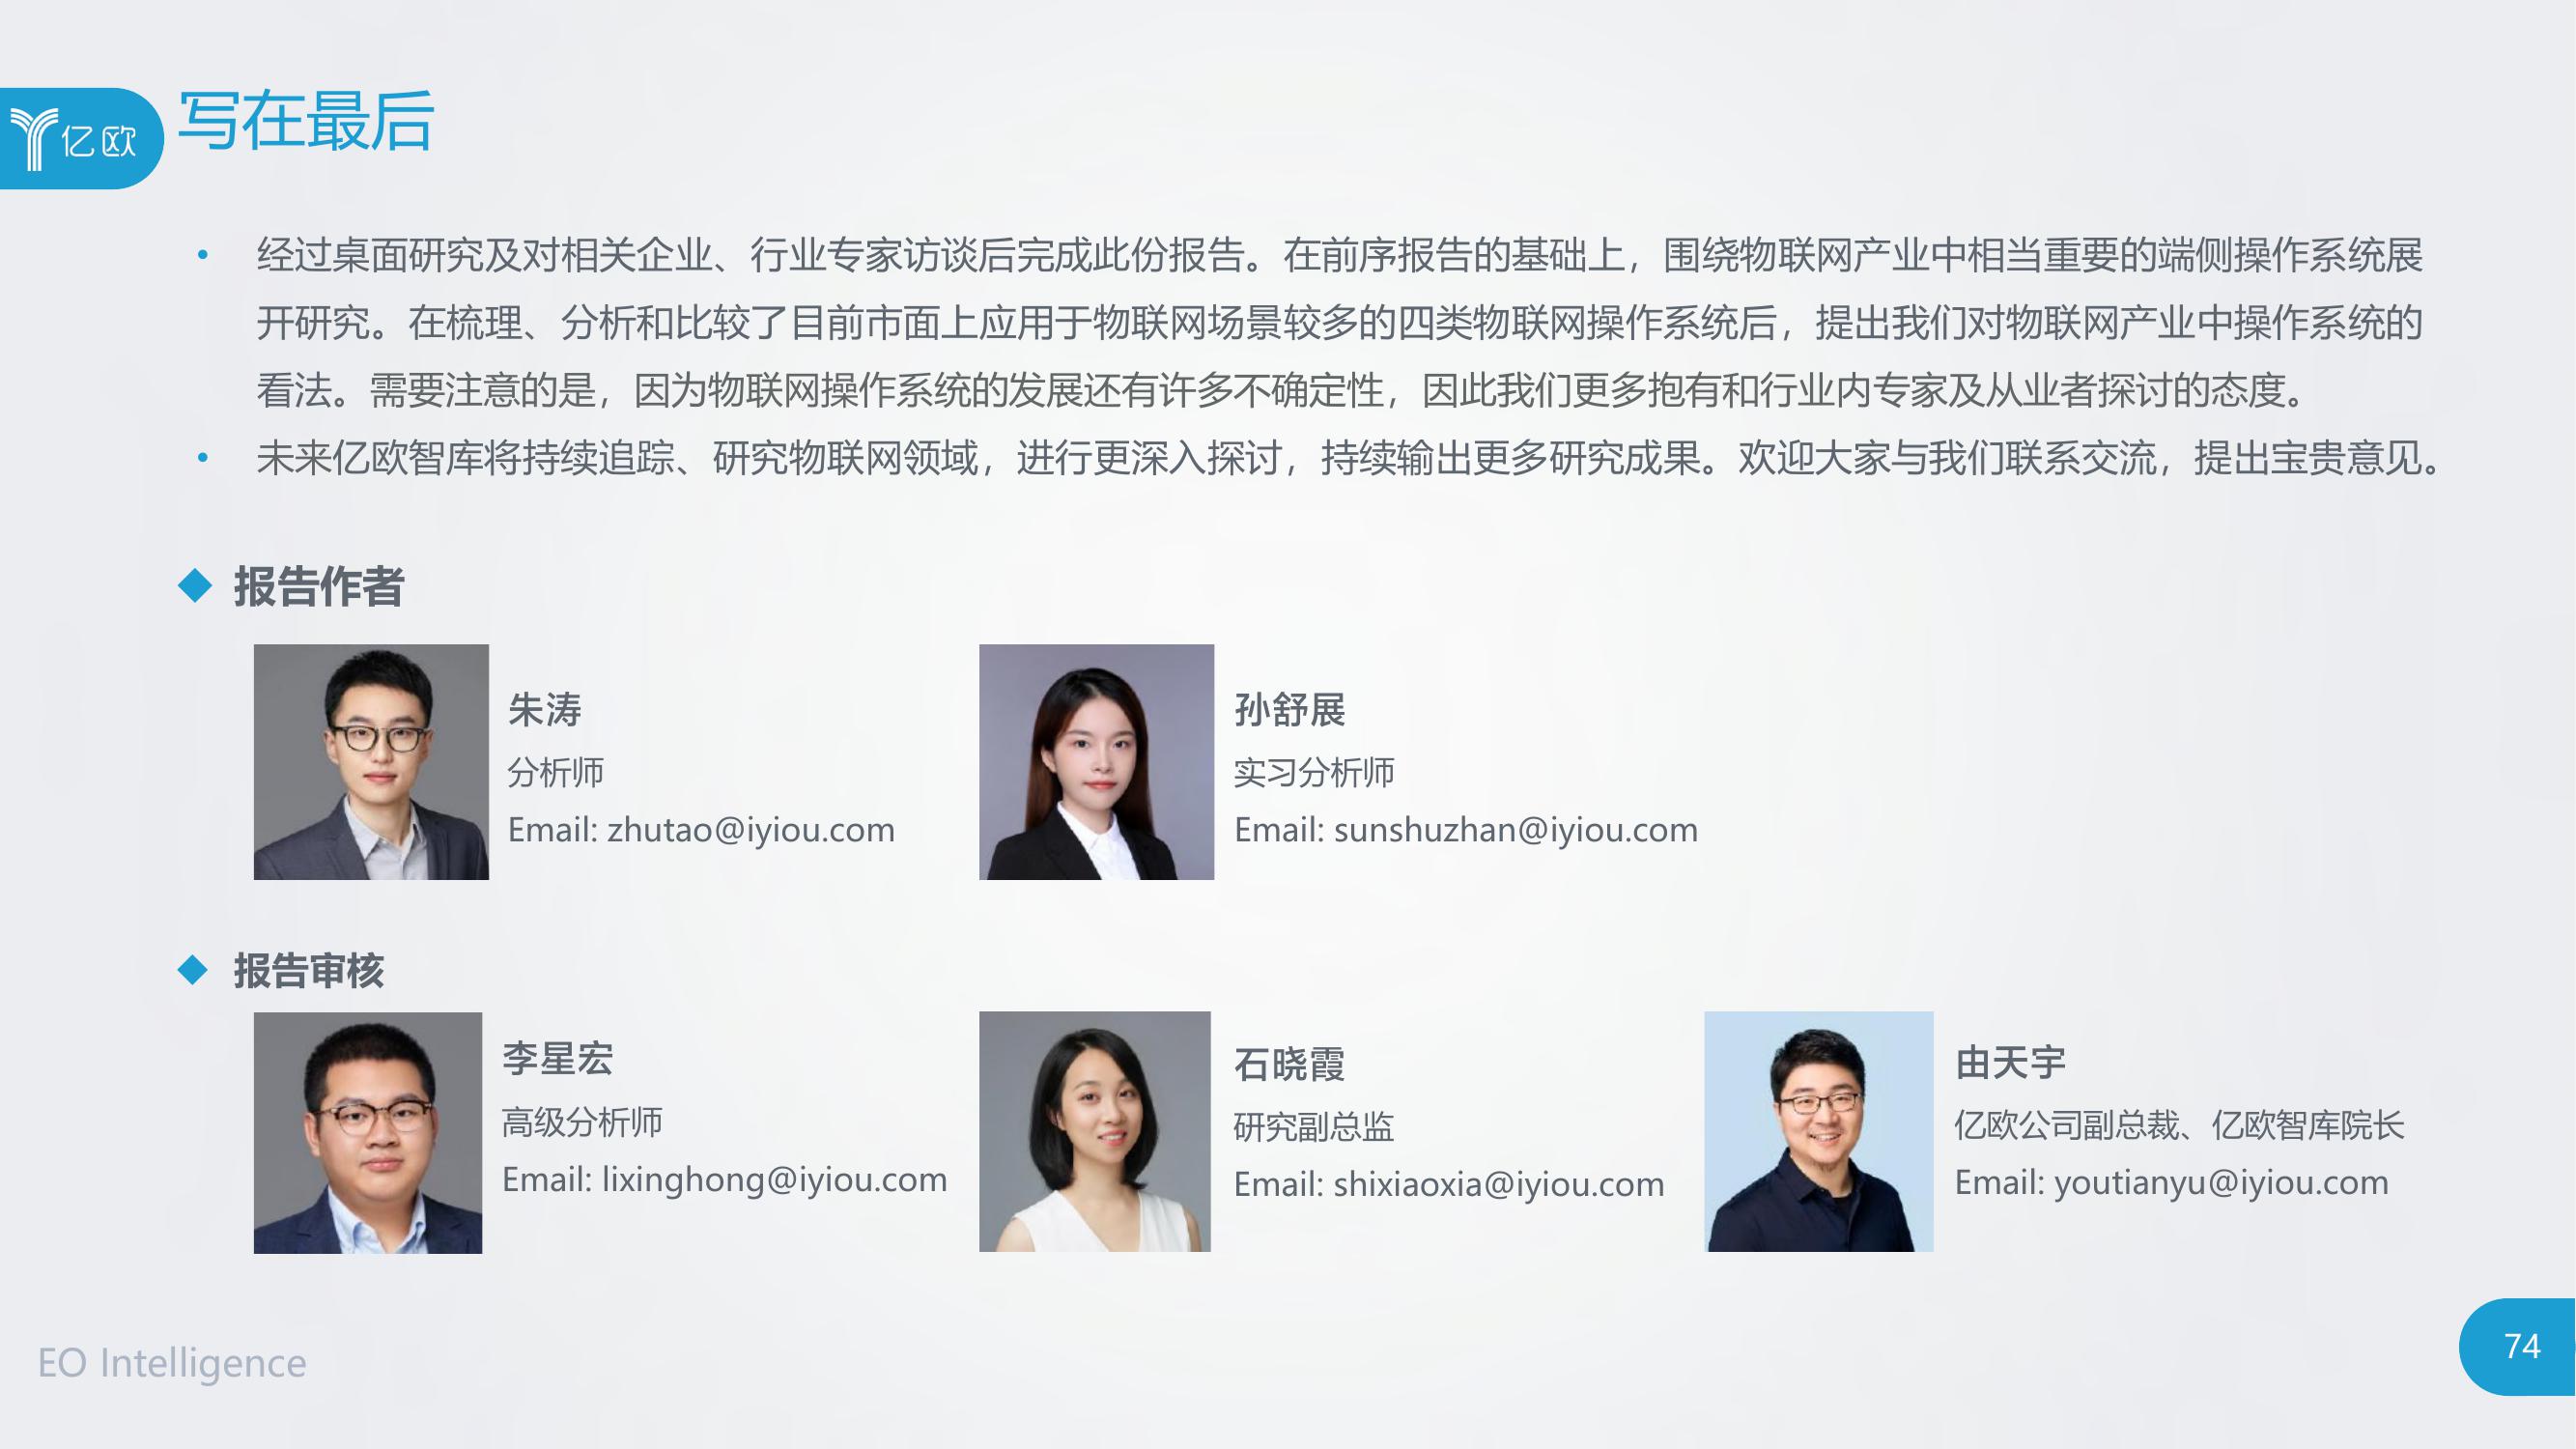 亿欧
写在最后
• 经过桌面研究及对相关企业、行业专家访谈后完成此份报告。在前序报告的基础上，围绕物联网产业中相当重要的端侧操作系统展
开研究。在梳理、分析和比较了目前市面上应用于物联网场景较多的四类物联网操作系统后，提出我们对物联网产业中操作系统的
看法。需要注意的是，因为物联网操作系统的发展还有许多不确定性，因此我们更多抱有和行业内专家及从业者探讨的态度。
• 未来亿欧智库将持续追踪、研究物联网领域，进行更深入探讨，持续输出更多研究成果。欢迎大家与我们联系交流，提出宝贵意见。
◆ 报告作者
朱涛
分析师
Email: zhutao@iyiou.com
孙舒展
实习分析师
Email: sunshuzhan@iyiou.com
◆ 报告审核
李星宏
高级分析师
Email: lixinghong@iyiou.com
石晓霞
研究副总监
Email: shixiaoxia@iyiou.com
由天宇
亿欧公司副总裁、亿欧智库院长
Email: youtianyu@iyiou.com
EO Intelligence
74